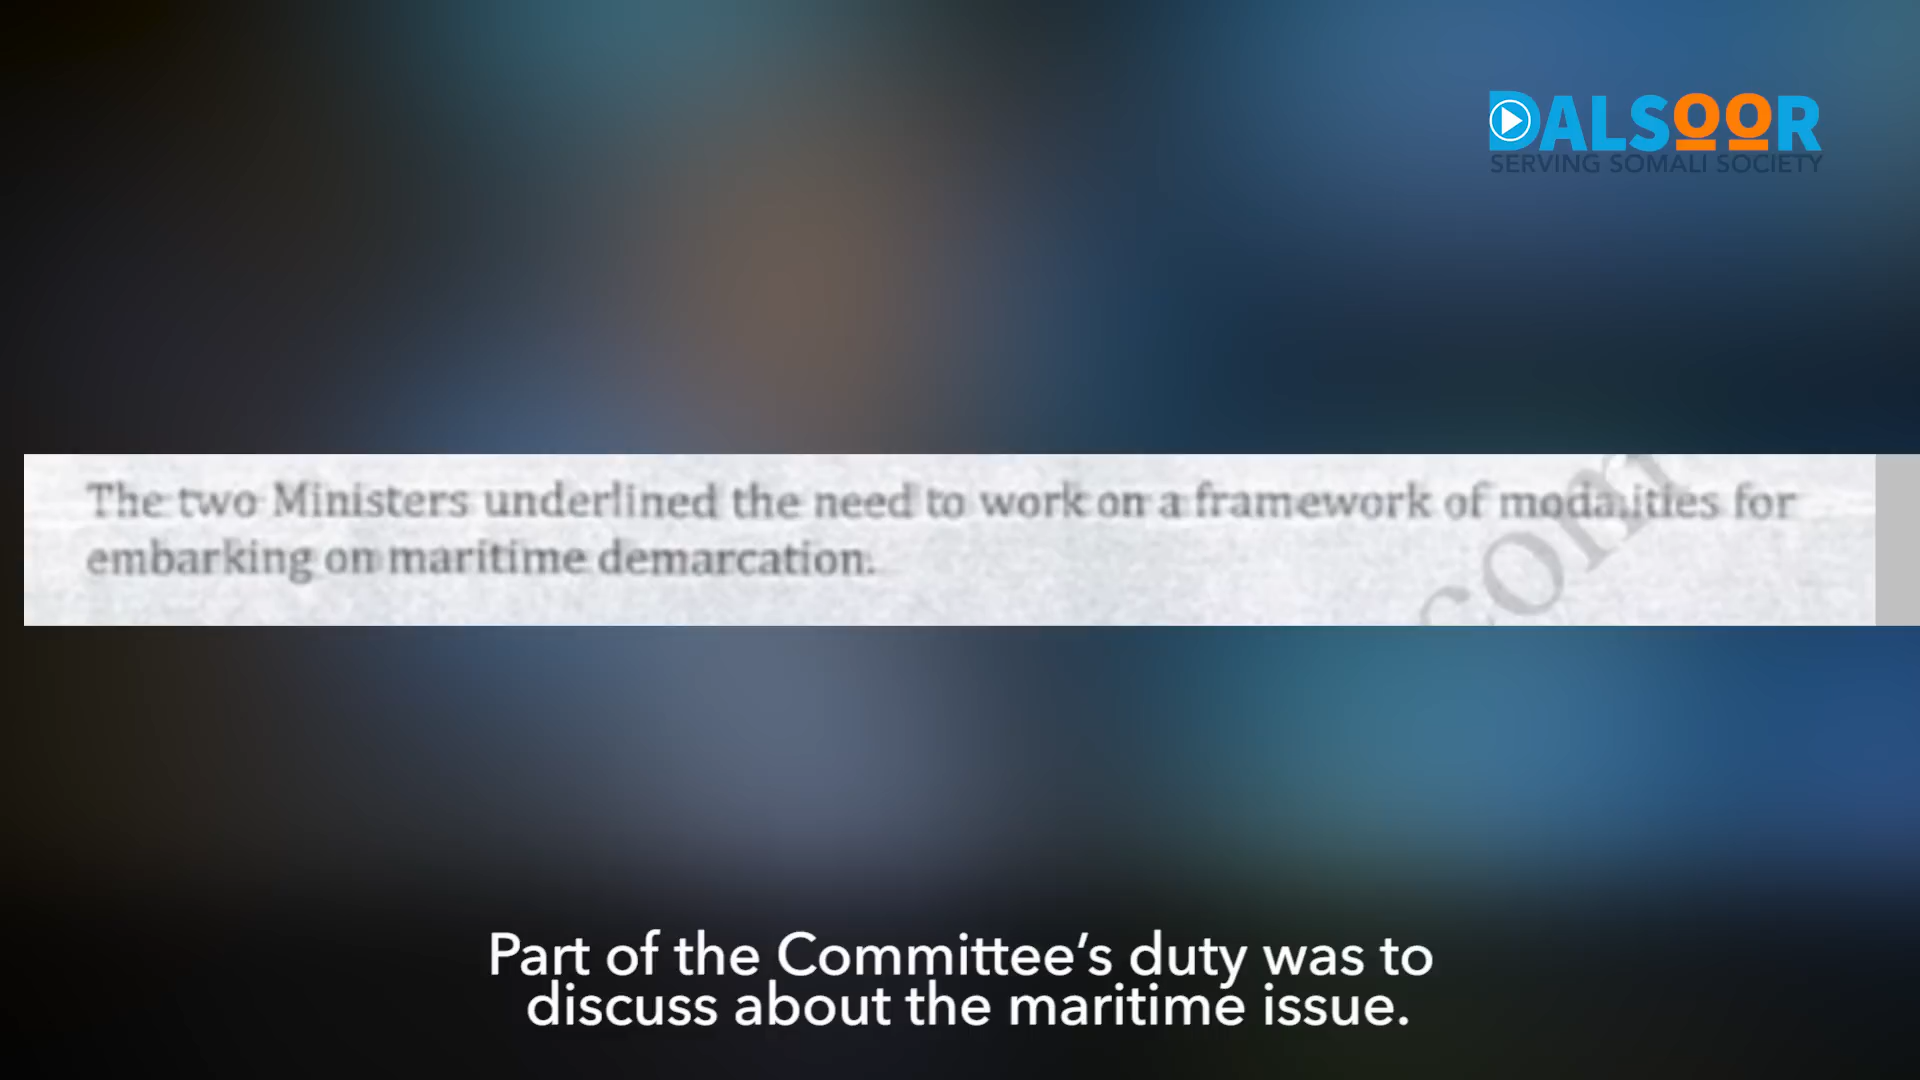 DALSOOR
SERVING SOMALI SOCIETY
The two Ministers underlined the need to work on a framework of modalities for
embarking on maritime demarcation.
com
Part of the Committee's duty was to
discuss about the maritime issue.